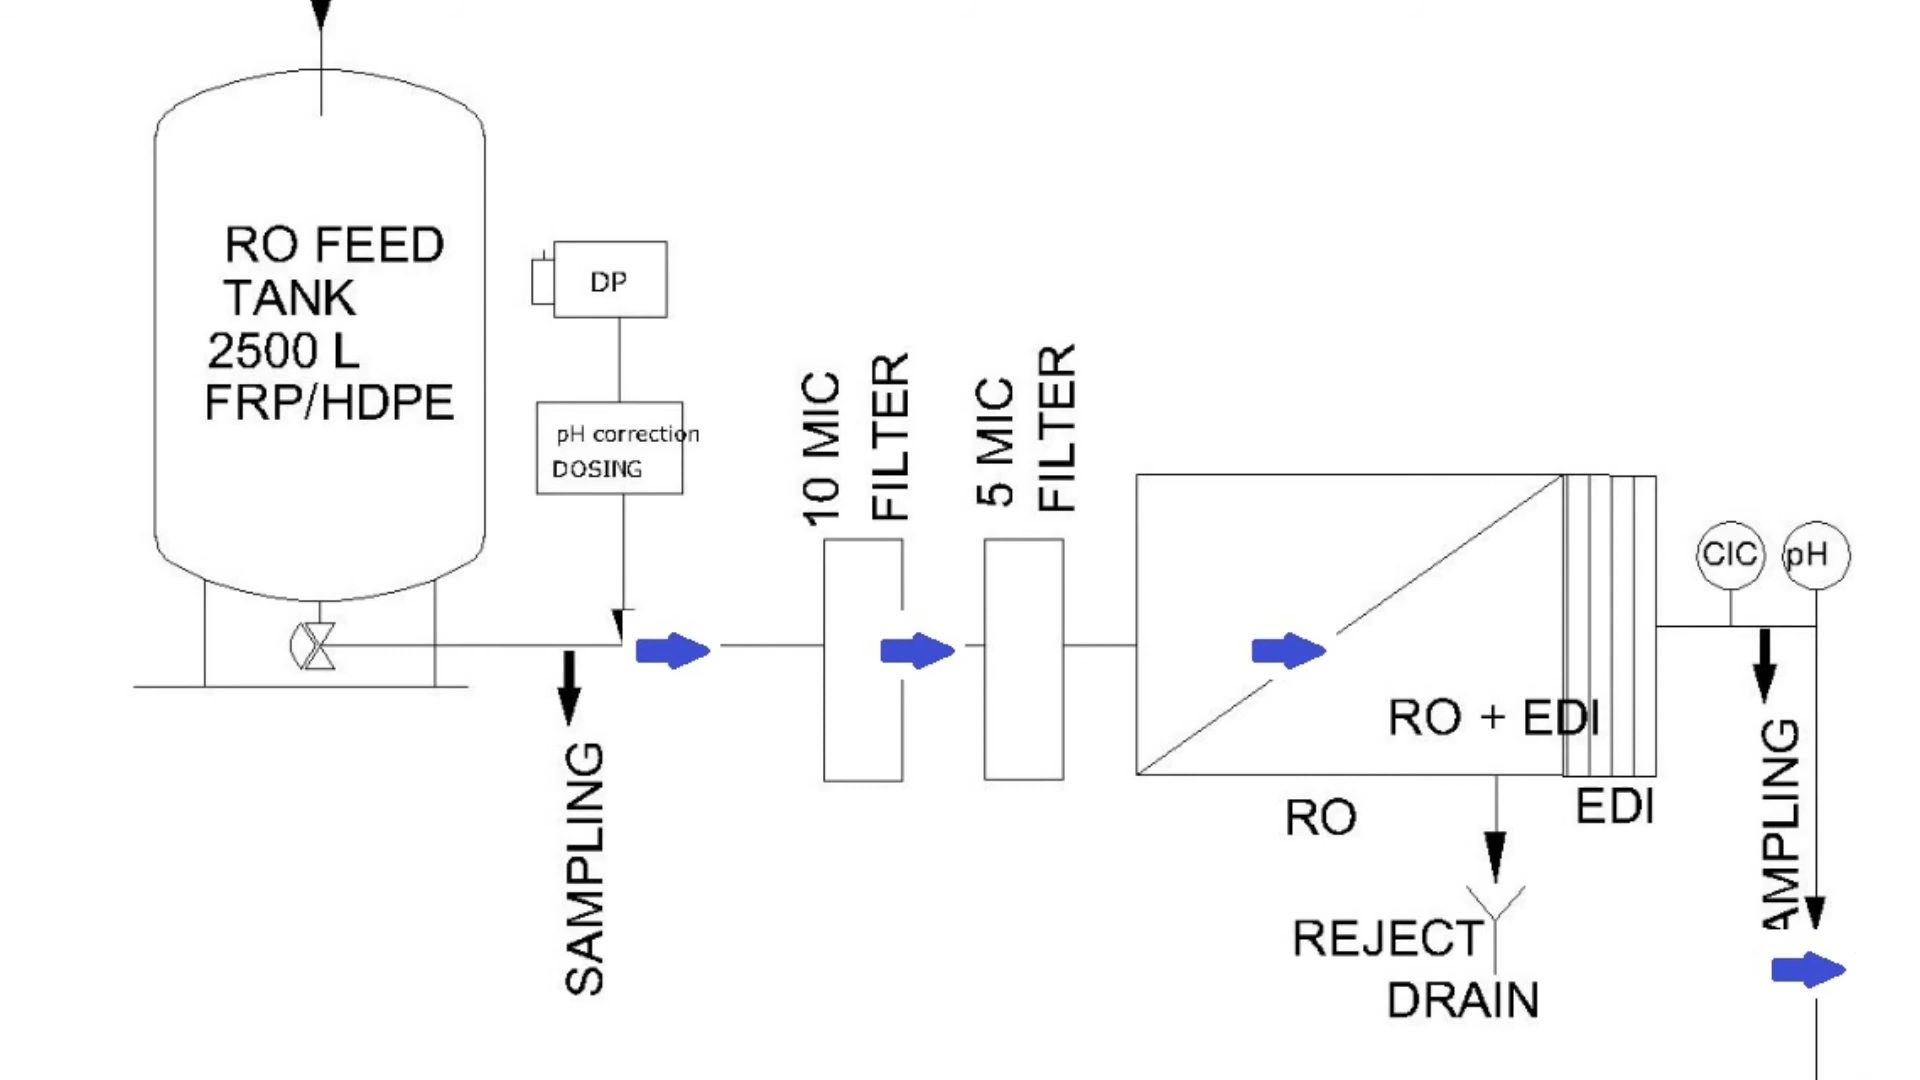 RO FEED
TANK
2500 L
FRP/HDPE
DP
pH correction
DOSING
SAMPLING
10 MIC
FILTER
5 MIC
FILTER
RO + EDI
RO
EDI
REJECT
DRAIN
CIC
pH
AMPLING